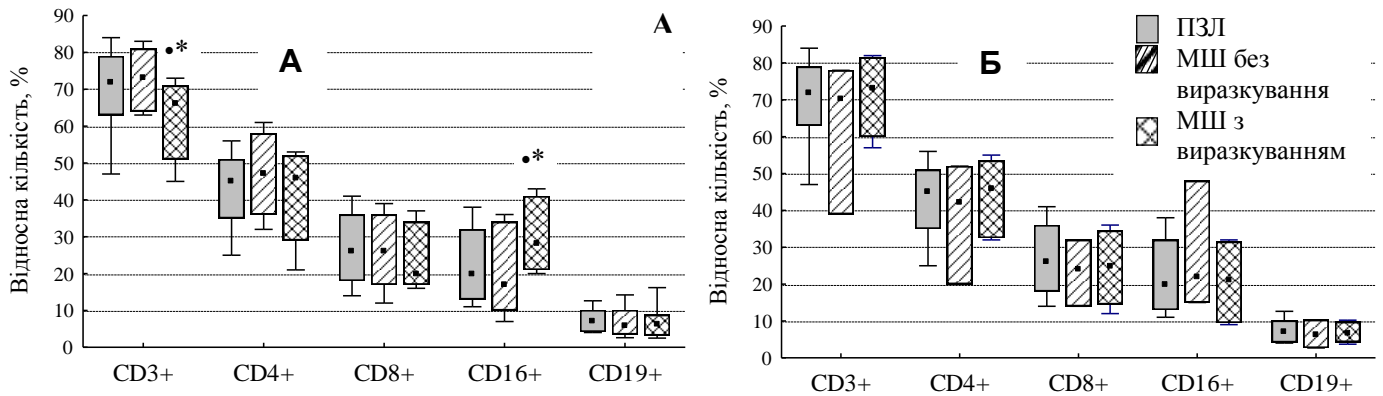 А
А
•*
•*
Відносна кількість, %
90
80
70
60
50
40
30
20
10
0
CD3+ CD4+ CD8+ CD16+ CD19+
Б
ПЗЛ
МШ без
виразкування
МШ з
виразкуванням
Відносна кількість, %
90
80
70
60
50
40
30
20
10
0
CD3+ CD4+ CD8+ CD16+ CD19+